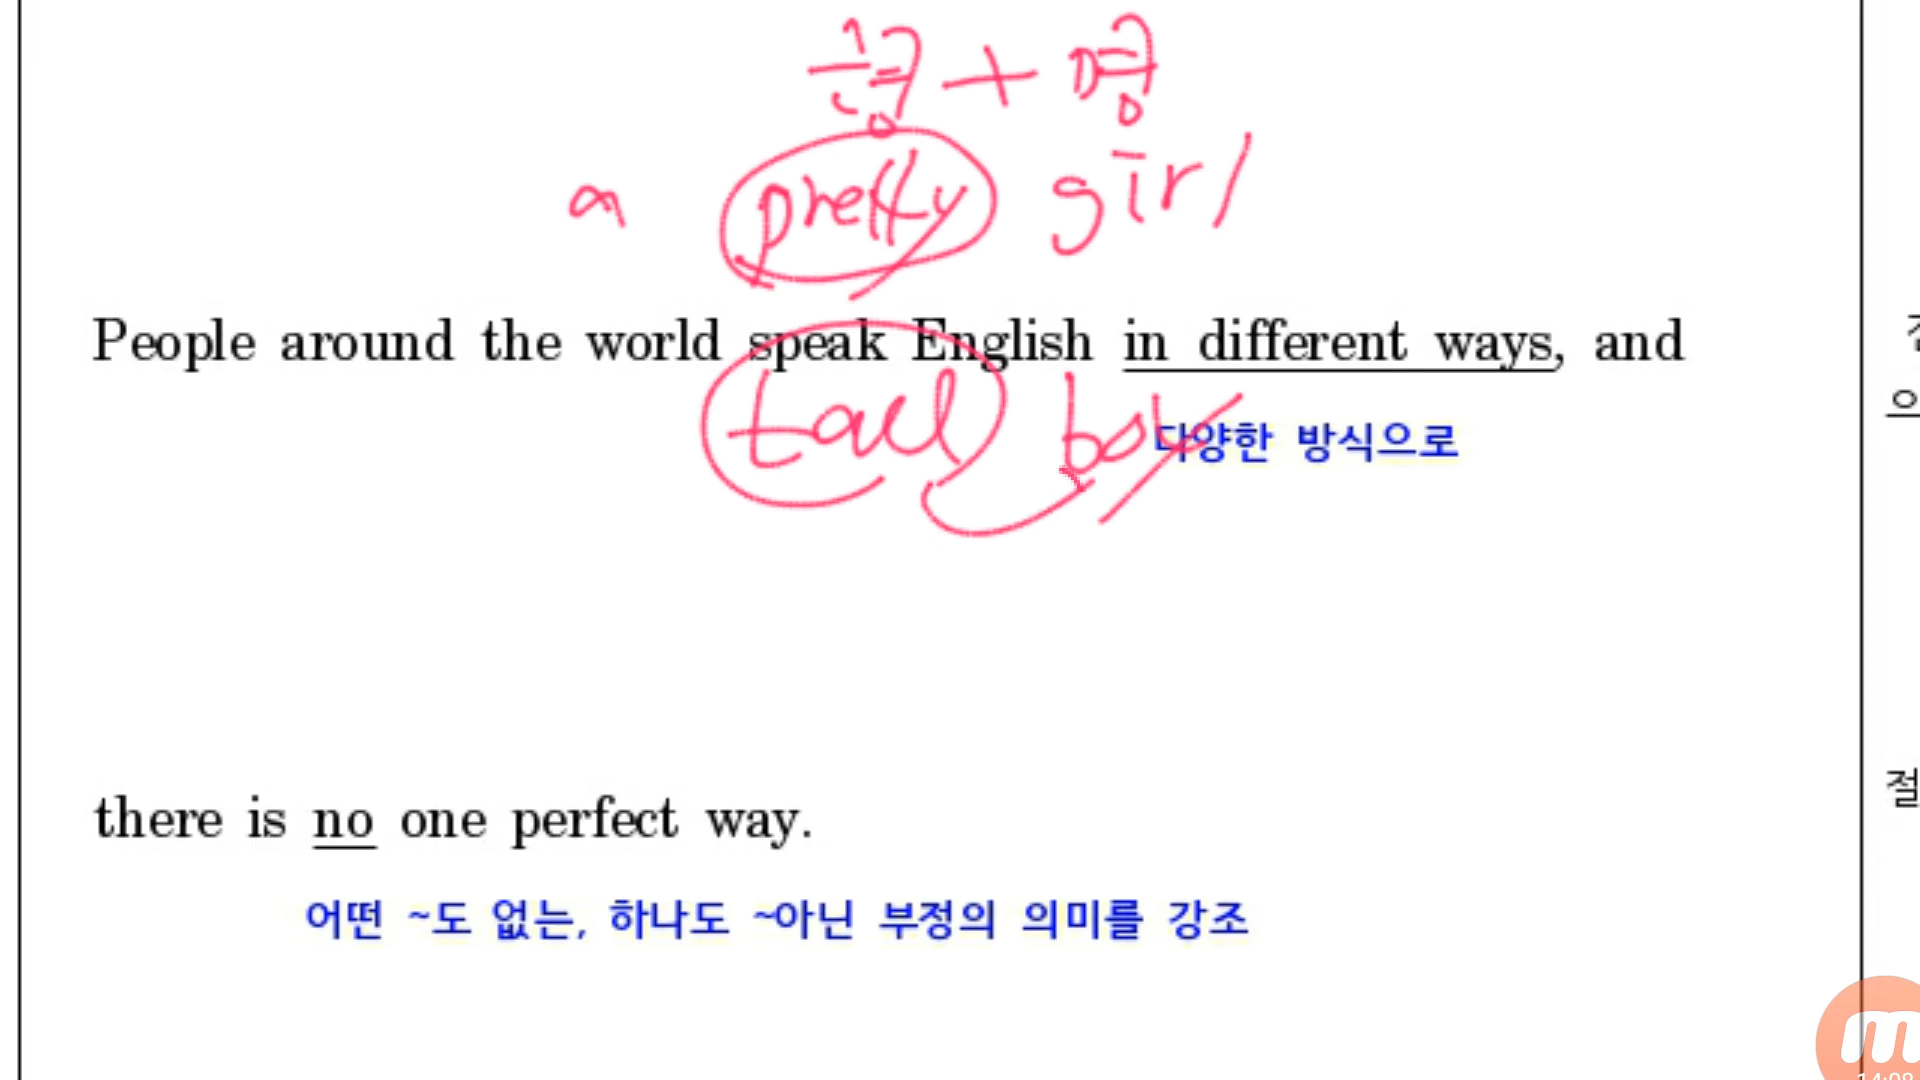 형 + 명
a pretty girl
People around the world speak English in different ways, and
tall boy
다양한 방식으로
there is no one perfect way.
절
어떤 ~도 없는, 하나도 ~아닌 부정의 의미를 강조